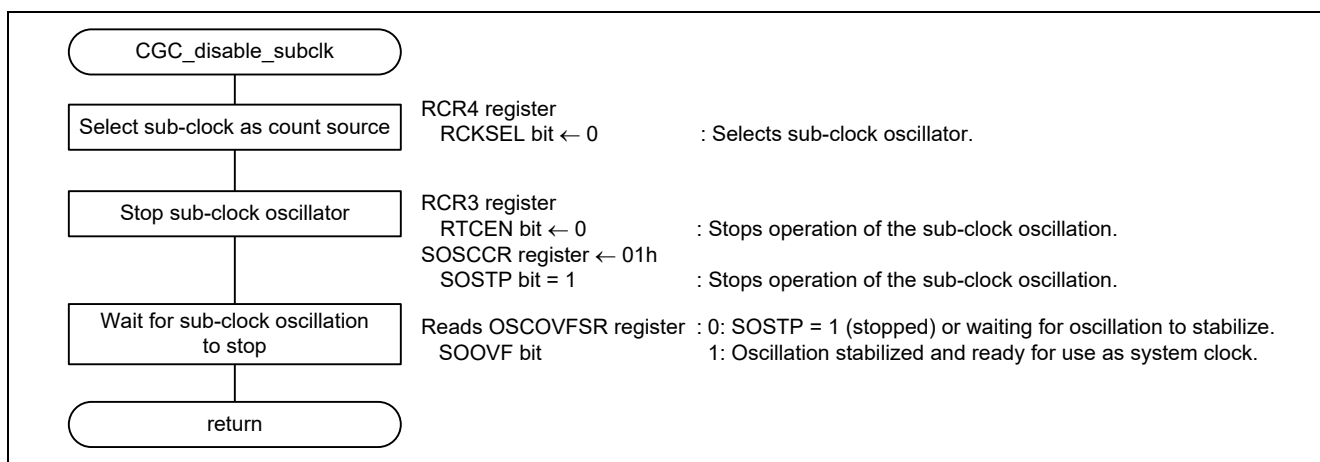 CGC_disable_subclk
Select sub-clock as count source
RCR4 register
RCKSEL bit ← 0 : Selects sub-clock oscillator.
Stop sub-clock oscillator
RCR3 register
RTCEN bit ← 0 : Stops operation of the sub-clock oscillation.
SOSCCR register ← 01h
SOSTP bit = 1 : Stops operation of the sub-clock oscillation.
Wait for sub-clock oscillation
to stop
Reads OSCOVFSR register : 0: SOSTP = 1 (stopped) or waiting for oscillation to stabilize.
SOOVF bit 1: Oscillation stabilized and ready for use as system clock.
return